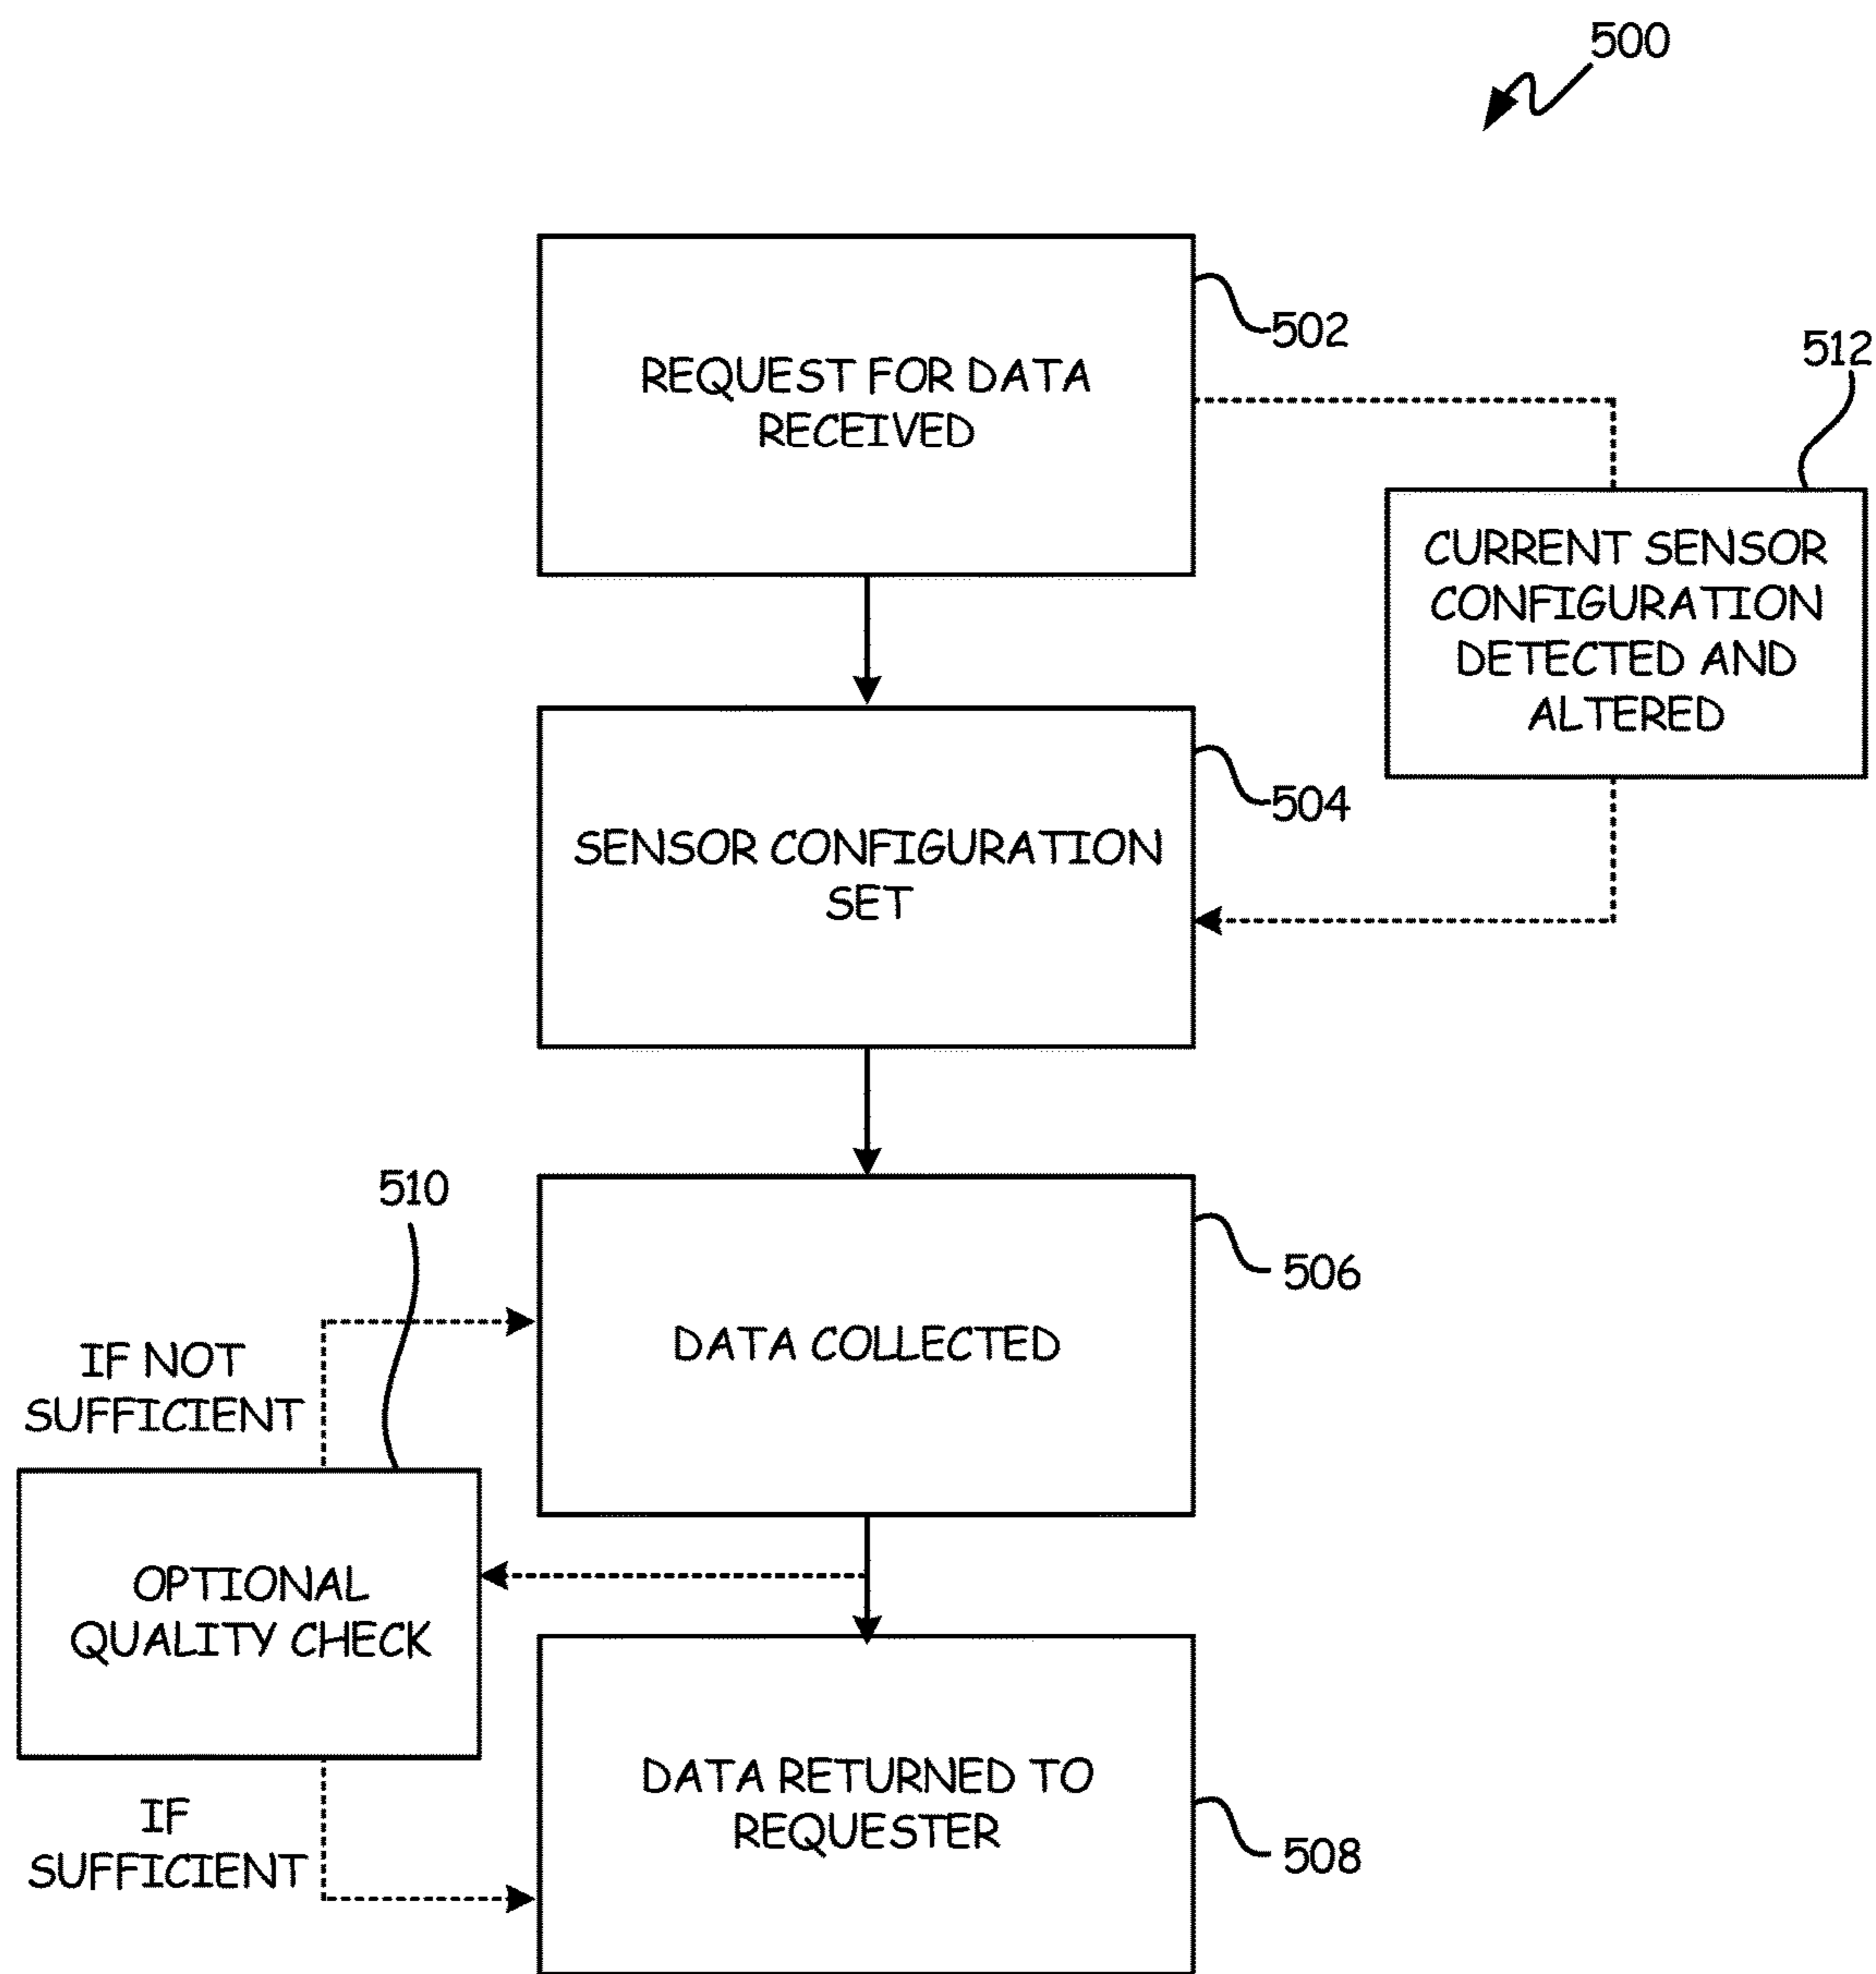 500
REQUEST FOR DATA
RECEIVED
502
512
CURRENT SENSOR
CONFIGURATION
DETECTED AND
ALTERED
SENSOR CONFIGURATION
SET
504
510
DATA COLLECTED
506
IF NOT
SUFFICIENT
OPTIONAL
QUALITY CHECK
IF
SUFFICIENT
DATA RETURNED TO
REQUESTER
508